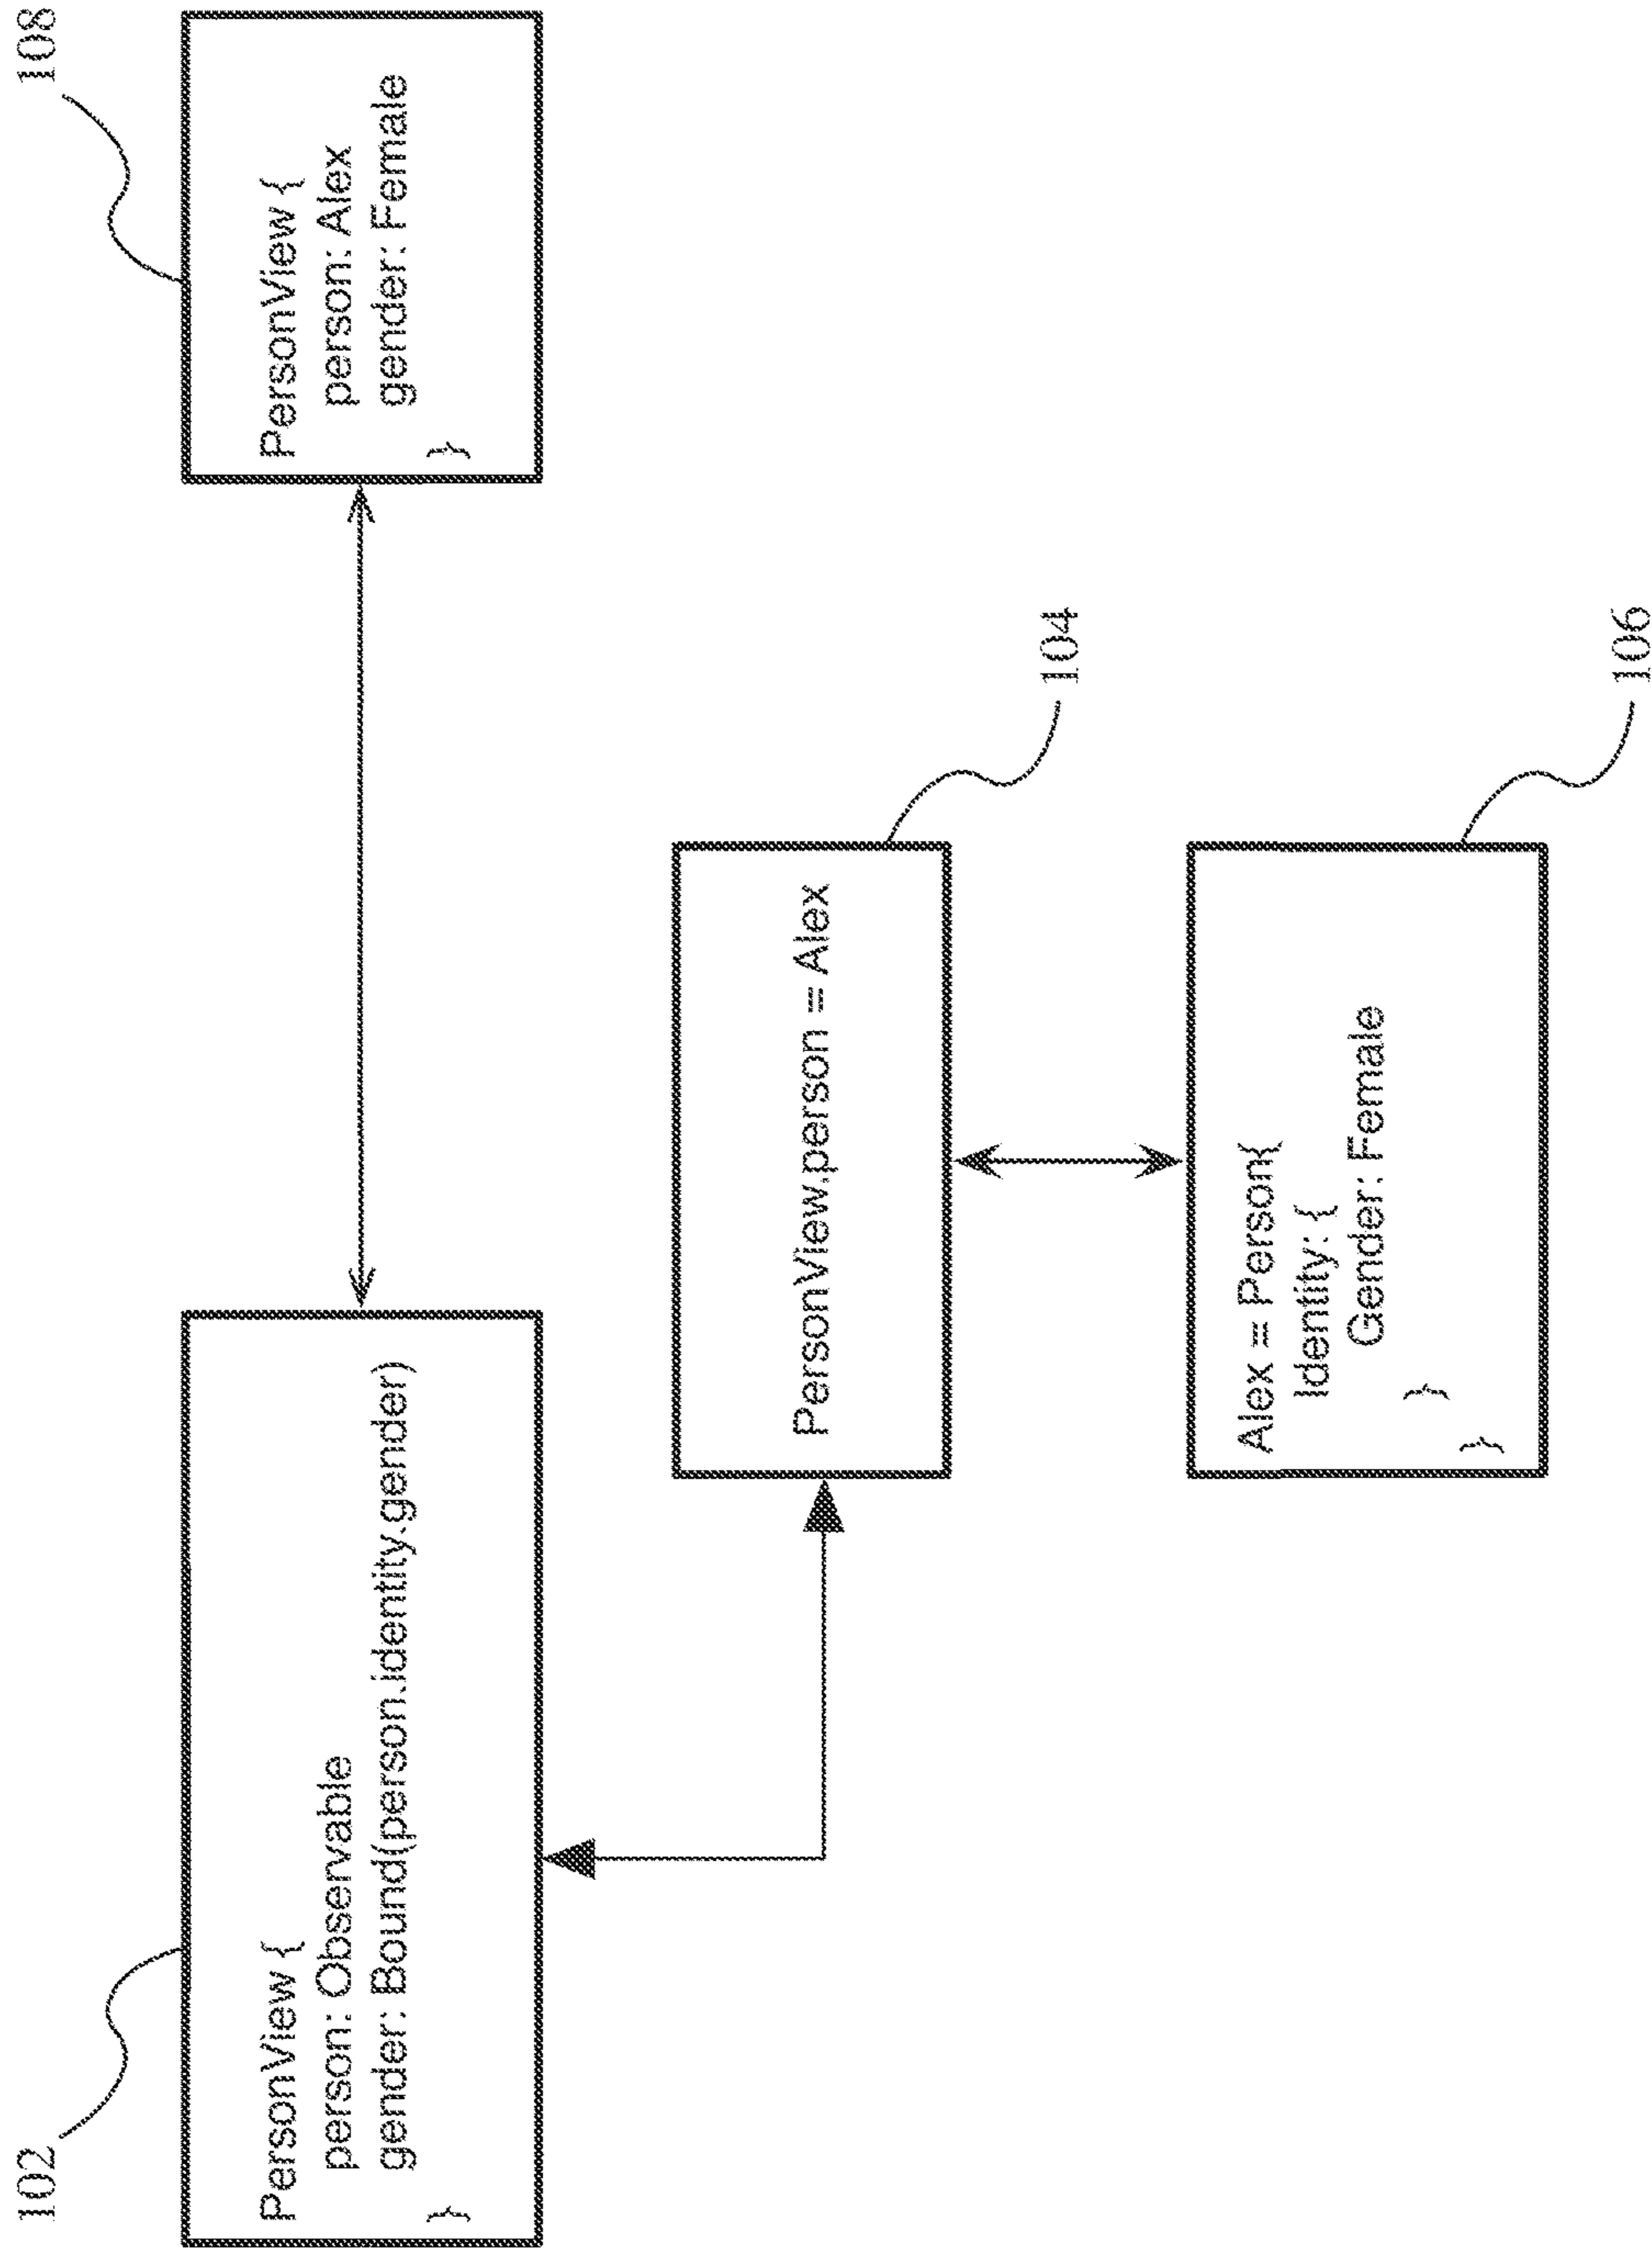 102
PersonView {
person: Observable
gender: Bound(person.identity.gender)
}
108
PersonView {
person: Alex
gender: Female
}
PersonView.person = Alex
104
Alex = Person{
Identity: {
Gender: Female
}
}
106